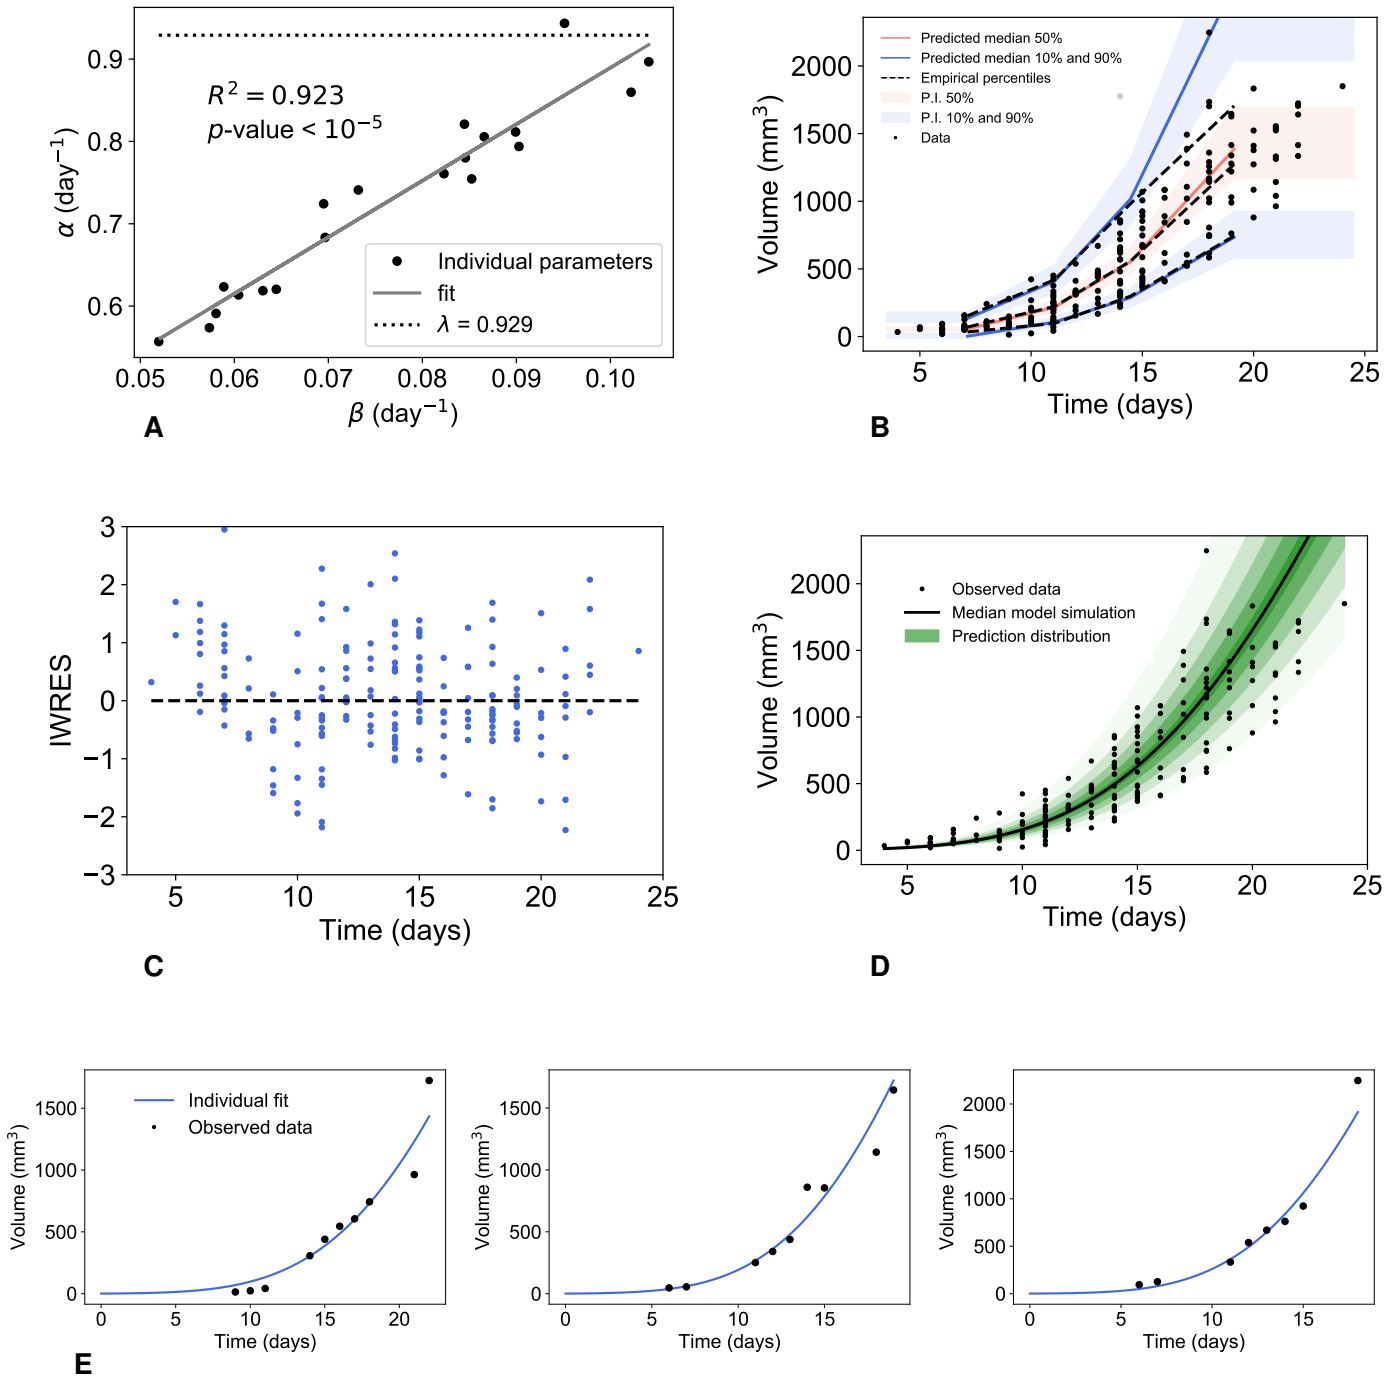 R² = 0.923
p-value < 10⁻⁵
Individual parameters
fit
λ = 0.929
0.9
0.8
0.7
0.6
α (day⁻¹)
0.05 0.06 0.07 0.08 0.09 0.10
β (day⁻¹)
A
Predicted median 50%
Predicted median 10% and 90%
Empirical percentiles
P.I. 50%
P.I. 10% and 90%
Data
2000
1500
1000
500
0
Volume (mm³)
5 10 15 20 25
Time (days)
B
3
2
1
0
−1
−2
−3
IWRES
5 10 15 20 25
Time (days)
C
Observed data
Median model simulation
Prediction distribution
2000
1500
1000
500
0
Volume (mm³)
5 10 15 20 25
Time (days)
D
Individual fit
Observed data
1500
1000
500
0
Volume (mm³)
0 5 10 15 20
Time (days)
1500
1000
500
0
Volume (mm³)
0 5 10 15
Time (days)
2000
1500
1000
500
0
Volume (mm³)
0 5 10 15
Time (days)
E